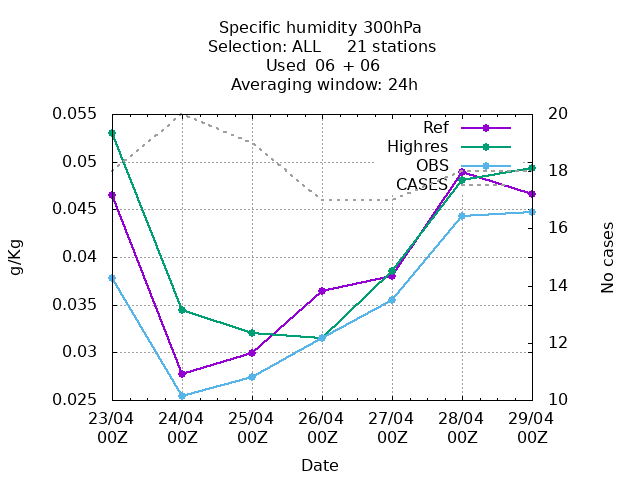 Specific humidity 300hPa
Selection: ALL 21 stations
Used 06 + 06
Averaging window: 24h
Ref
Highres
OBS
CASES
0.055
0.05
0.045
0.04
0.035
0.03
0.025
20
18
16
14
12
10
g/Kg
No cases
23/04 24/04 25/04 26/04 27/04 28/04 29/04
00Z 00Z 00Z 00Z 00Z 00Z 00Z
Date